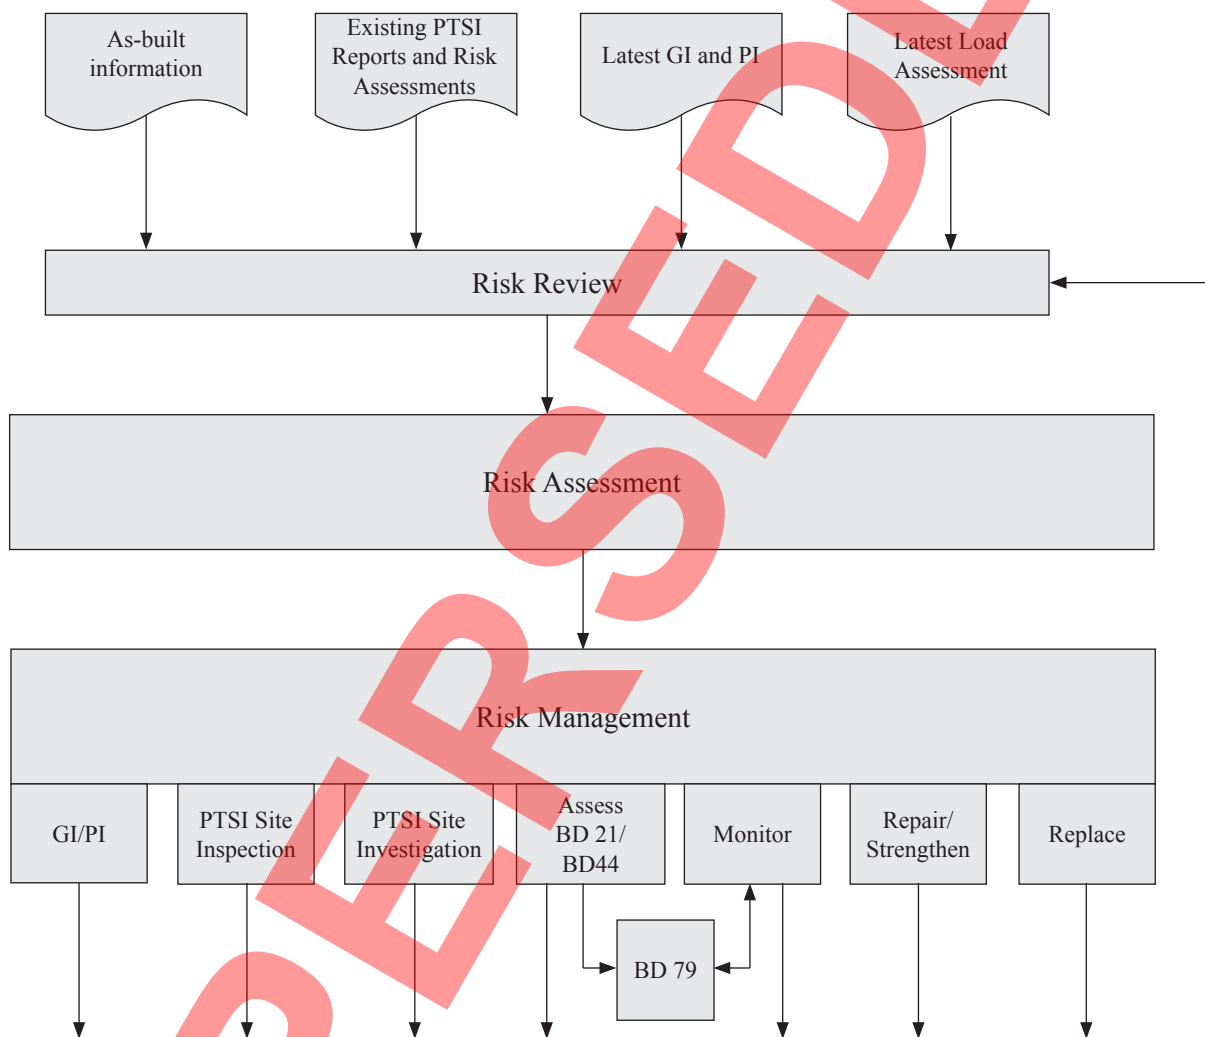 As-built
information
Existing PTSI
Reports and Risk
Assessments
Latest GI and PI
Latest Load
Assessment
Risk Review
Risk Assessment
Risk Management
GI/PI
PTSI Site
Inspection
PTSI Site
Investigation
Assess
BD 21/
BD44
Monitor
Repair/
Strengthen
Replace
BD 79
PERSEDE